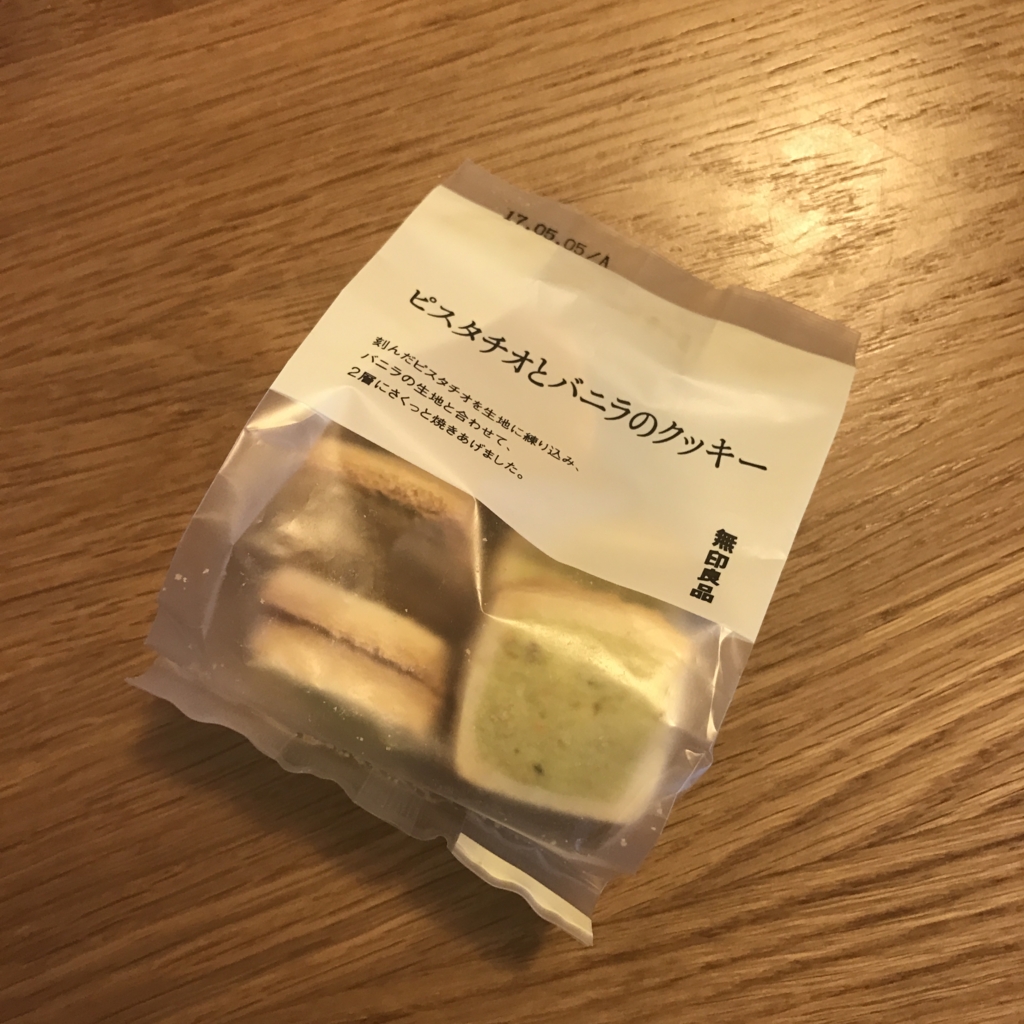 17.05.05/A
ピスタチオとバニラのクッキー
刻んだピスタチオを生地に練り込み、
バニラの生地と合わせて、
2層にさくっと焼きあげました。
無印良品